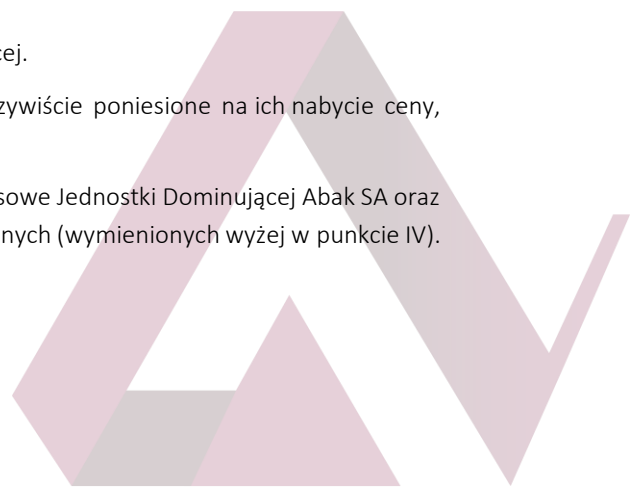 cej.
zywiście poniesione na ich nabycie ceny,
sowe Jednostki Dominującej Abak SA oraz
nych (wymienionych wyżej w punkcie IV).